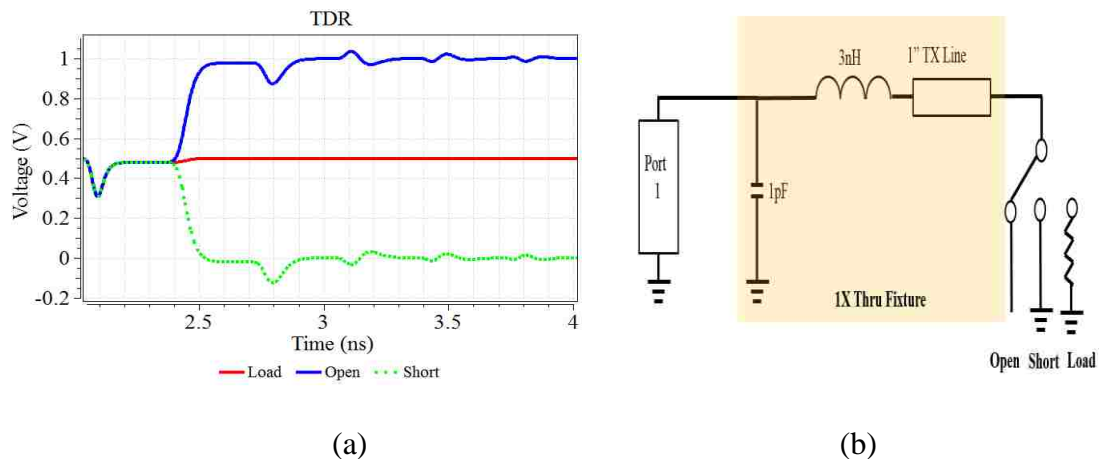 TDR
Voltage (V)
1
0.8
0.6
0.4
0.2
0
-0.2
2.5
3
3.5
4
Time (ns)
Load
Open
Short
(a)
3nH
1” TX Line
Port
1
1pF
1X Thru Fixture
Open Short Load
(b)